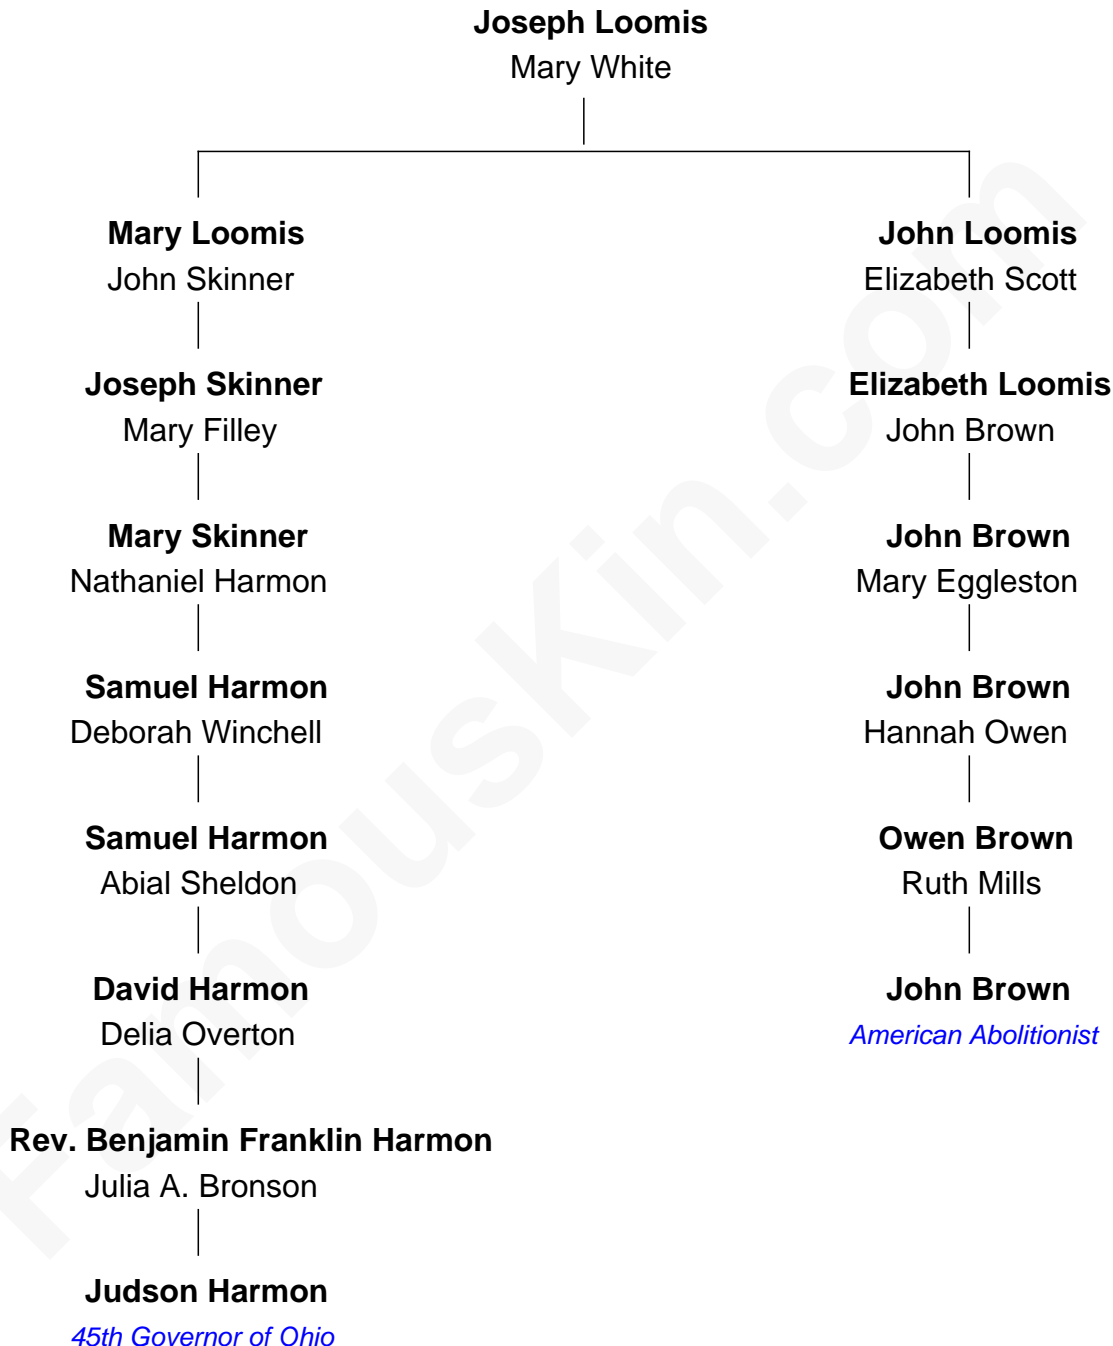 Joseph Loomis
Mary White
Mary Loomis
John Skinner
John Loomis
Elizabeth Scott
Joseph Skinner
Mary Filley
Elizabeth Loomis
John Brown
Mary Skinner
Nathaniel Harmon
John Brown
Mary Eggleston
Samuel Harmon
Deborah Winchell
John Brown
Hannah Owen
Samuel Harmon
Abial Sheldon
Owen Brown
Ruth Mills
David Harmon
Delia Overton
John Brown
American Abolitionist
Rev. Benjamin Franklin Harmon
Julia A. Bronson
Judson Harmon
45th Governor of Ohio
FamousKin.com